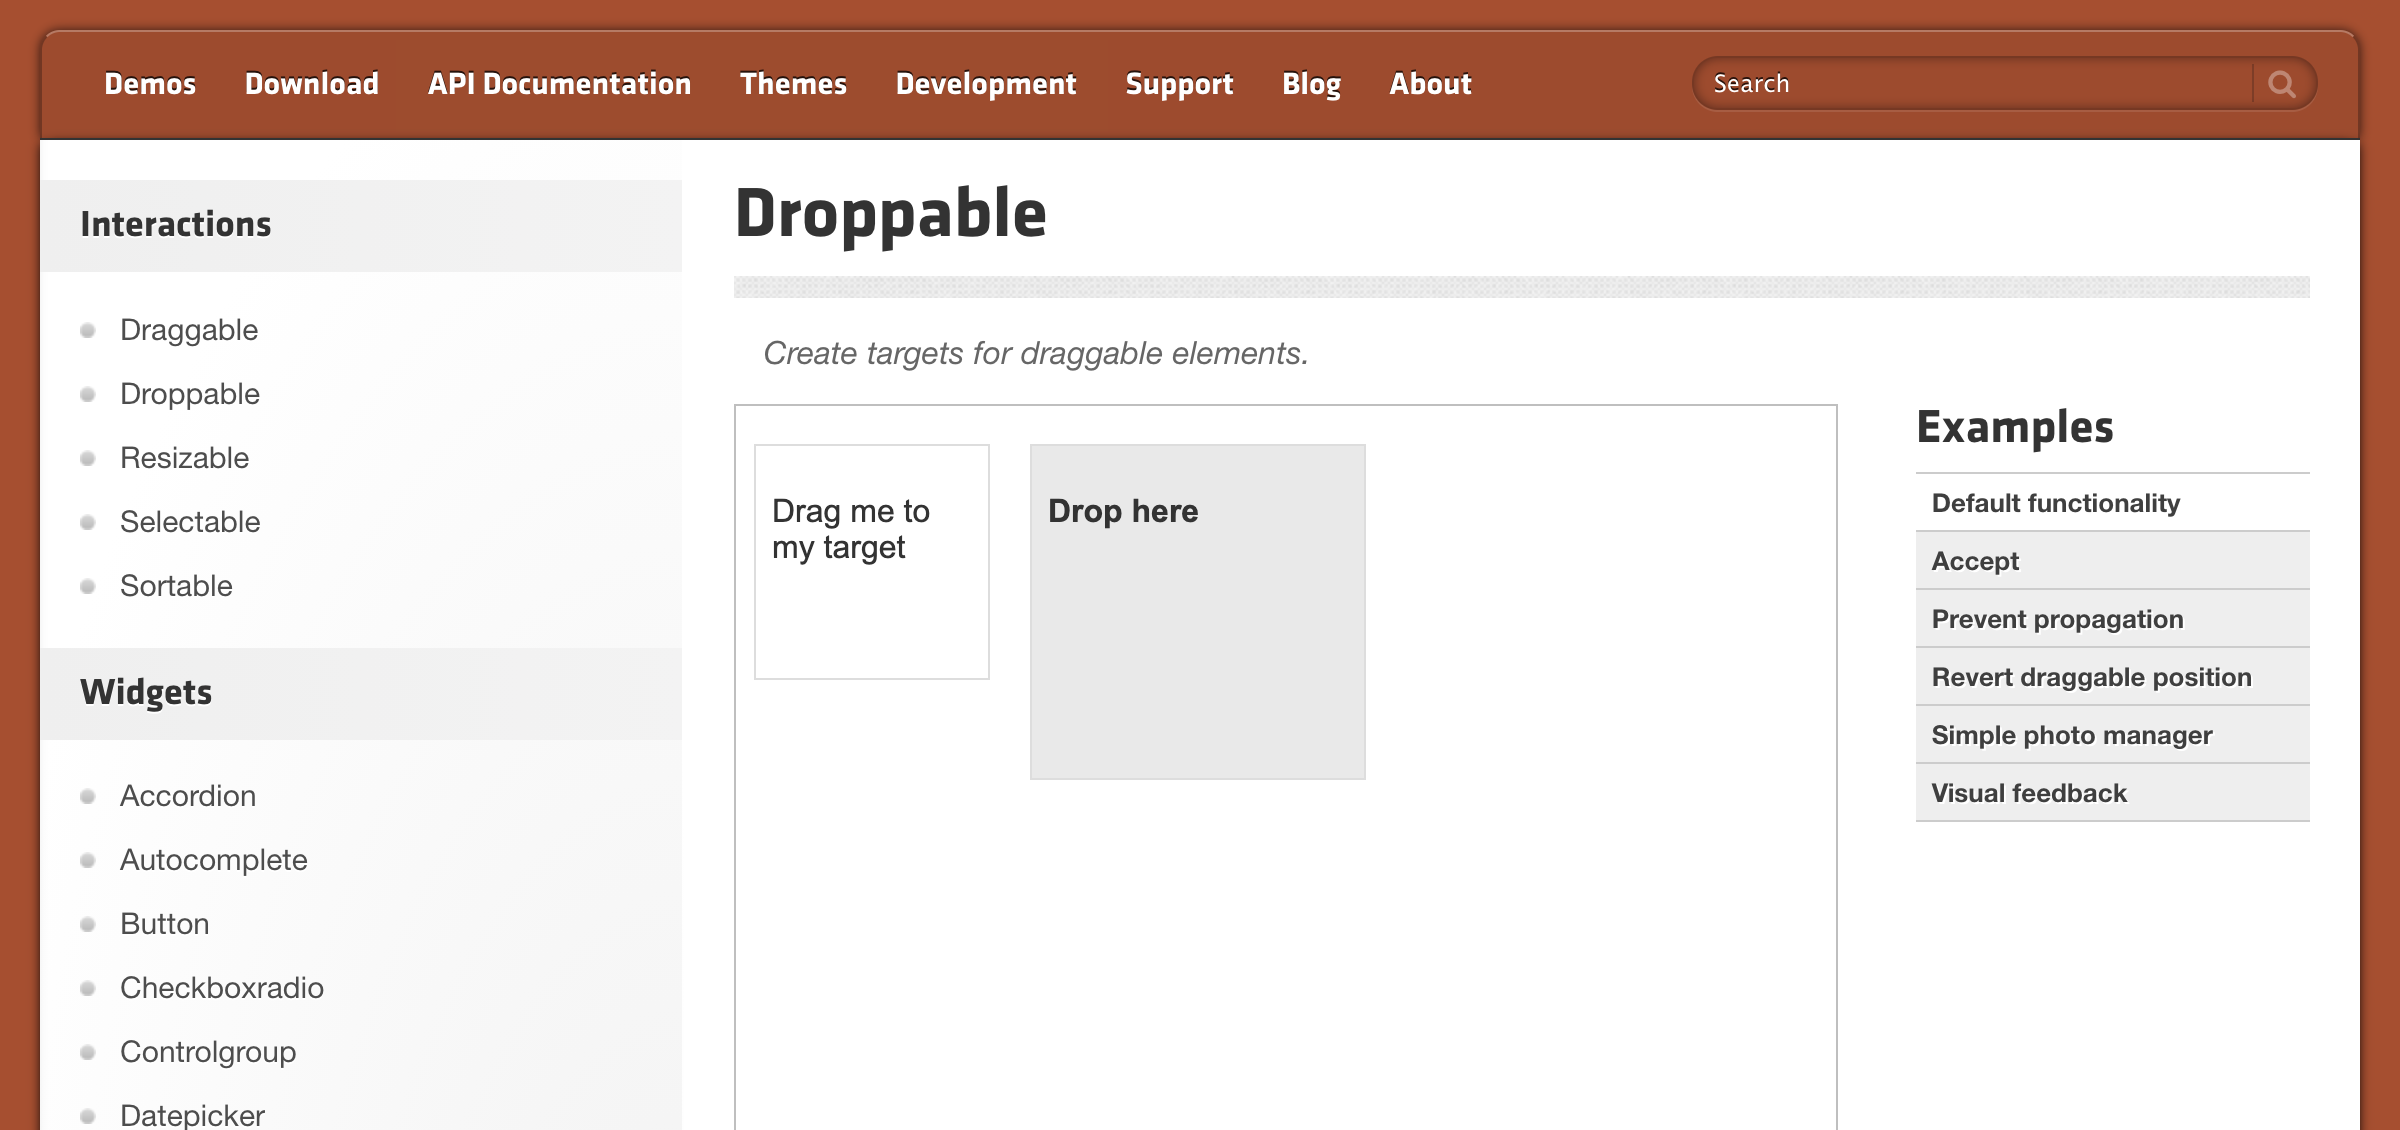 Demos Download API Documentation Themes Development Support Blog About Search
Interactions
Draggable
Droppable
Resizable
Selectable
Sortable
Widgets
Accordion
Autocomplete
Button
Checkboxradio
Controlgroup
Datepicker
Droppable
Create targets for draggable elements.
Drag me to
my target
Drop here
Examples
Default functionality
Accept
Prevent propagation
Revert draggable position
Simple photo manager
Visual feedback